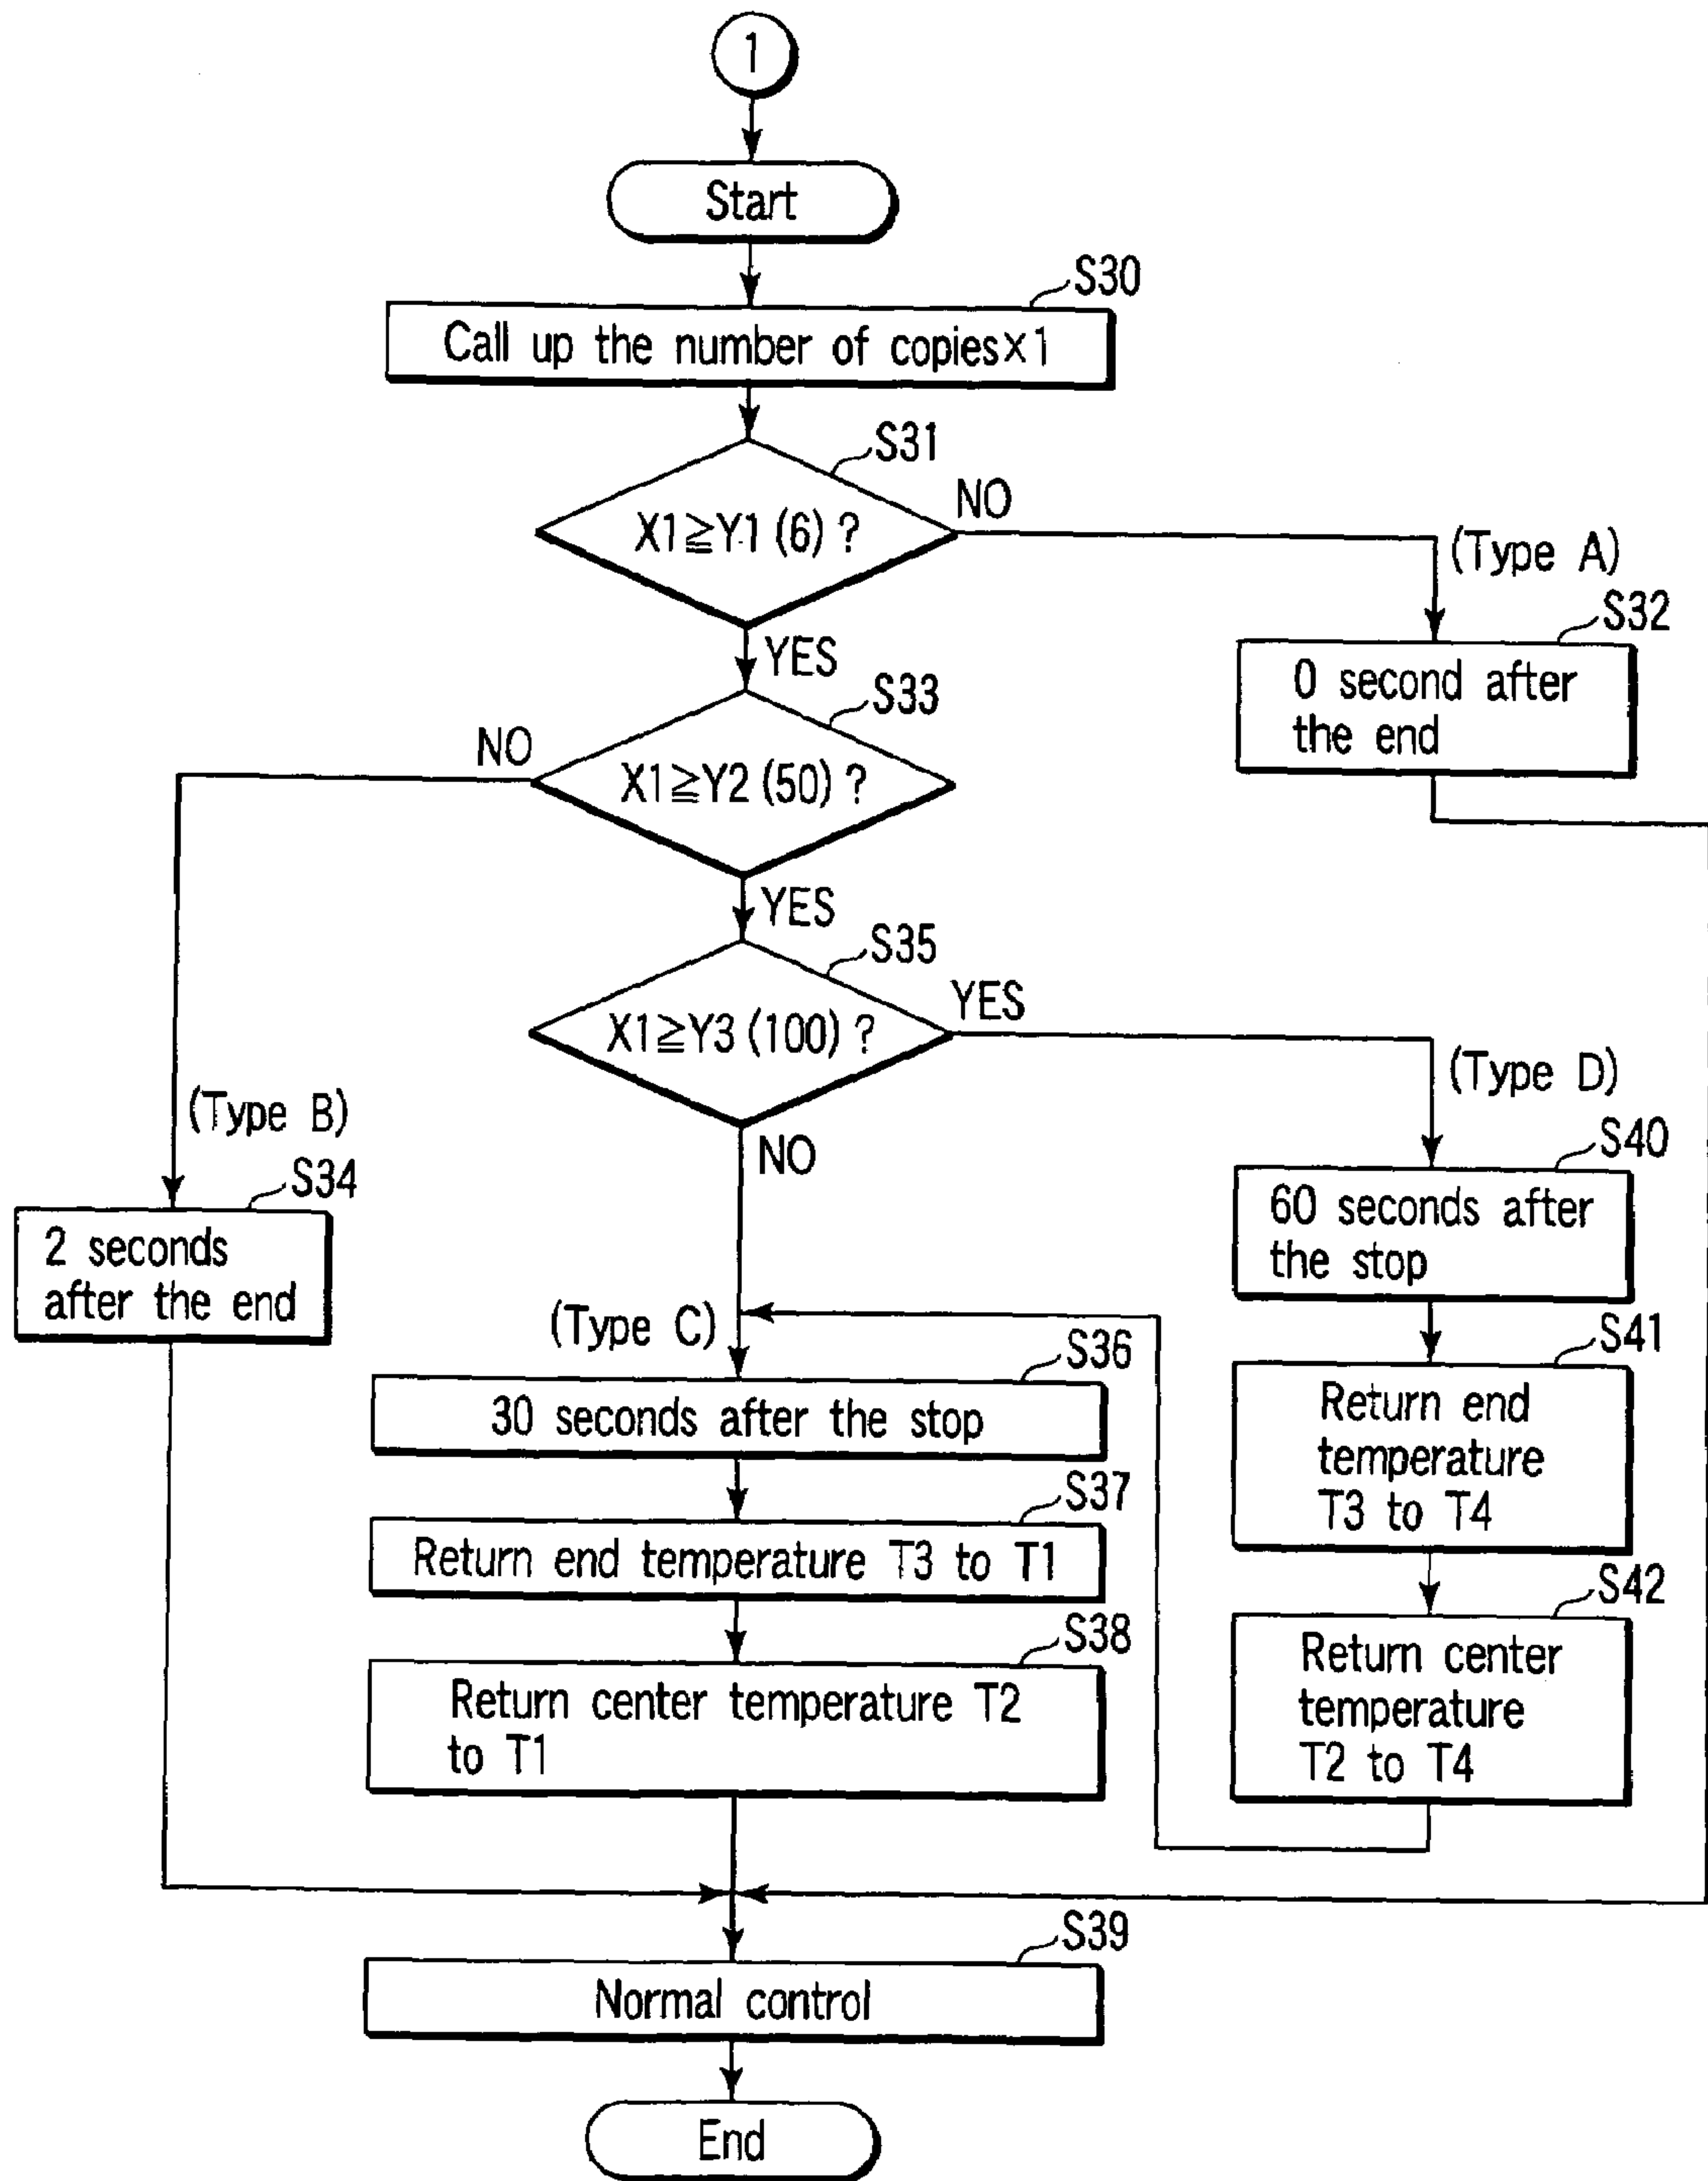 1
Start
S30
Call up the number of copies×1
S31
X1≧Y1 (6) ?
NO
(Type A)
S32
0 second after
the end
YES
S33
NO
X1≧Y2 (50) ?
YES
S35
X1≧Y3 (100) ?
YES
(Type D)
(Type B)
NO
S40
60 seconds after
the stop
S34
2 seconds
after the end
(Type C)
S36
30 seconds after the stop
S41
Return end
temperature
T3 to T4
S37
Return end temperature T3 to T1
S38
Return center temperature T2
to T1
S42
Return center
temperature
T2 to T4
S39
Normal control
End